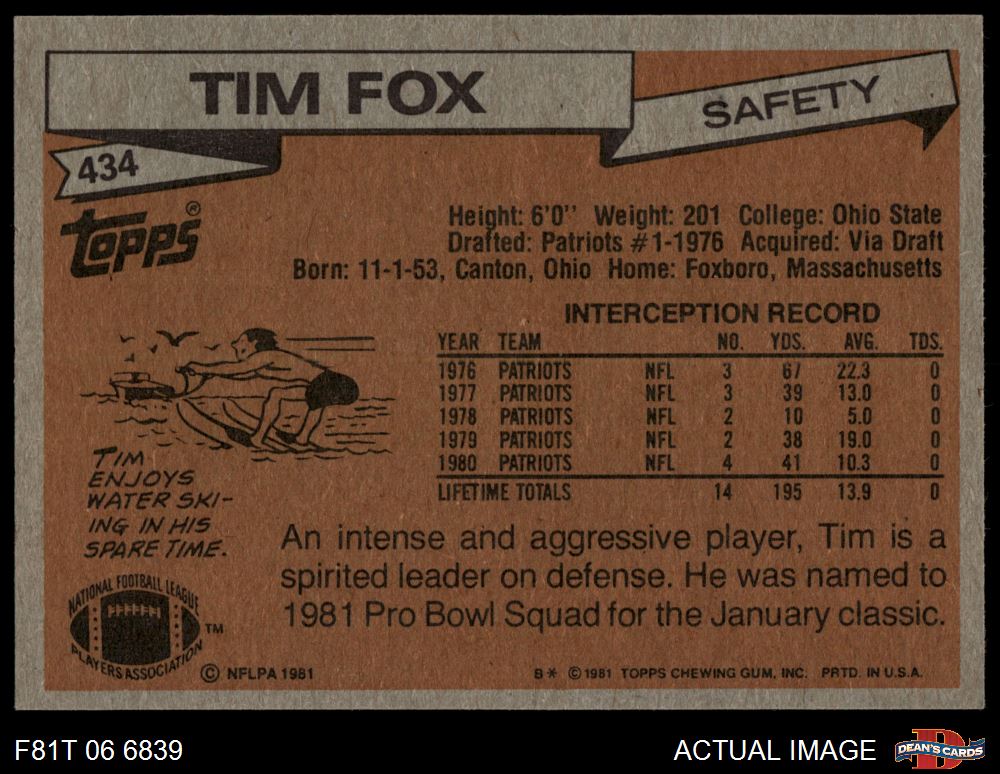 TIM FOX
SAFETY
434
topps®
Height: 6'0" Weight: 201 College: Ohio State
Drafted: Patriots #1-1976 Acquired: Via Draft
Born: 11-1-53, Canton, Ohio Home: Foxboro, Massachusetts
INTERCEPTION RECORD
YEAR TEAM NO. YDS. AVG. TDS.
1976 PATRIOTS NFL 3 67 22.3 0
1977 PATRIOTS NFL 3 39 13.0 0
1978 PATRIOTS NFL 2 10 5.0 0
1979 PATRIOTS NFL 2 38 19.0 0
1980 PATRIOTS NFL 4 41 10.3 0
LIFETIME TOTALS 14 195 13.9 0
TIM
ENJOYS
WATER SKI-
ING IN HIS
SPARE TIME.
An intense and aggressive player, Tim is a
spirited leader on defense. He was named to
1981 Pro Bowl Squad for the January classic.
NATIONAL FOOTBALL LEAGUE
PLAYERS ASSOCIATION
TM
© NFLPA 1981
B* © 1981 TOPPS CHEWING GUM, INC. PRTD. IN U.S.A.
F81T 06 6839
ACTUAL IMAGE
D
DEAN'S CARDS